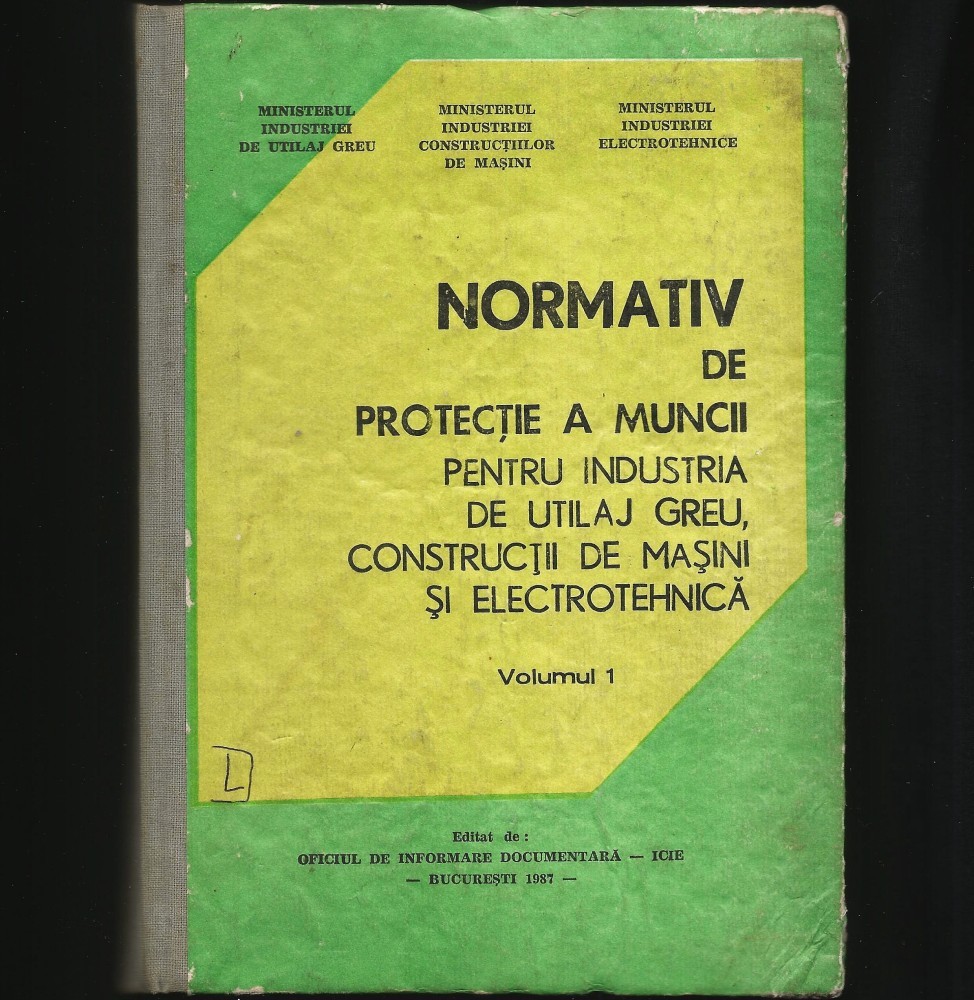 MINISTERUL
INDUSTRIEI
DE UTILAJ GREU
MINISTERUL
INDUSTRIEI
CONSTRUCȚIILOR
DE MAȘINI
MINISTERUL
INDUSTRIEI
ELECTROTEHNICE
NORMATIV
DE
PROTECȚIE A MUNCII
PENTRU INDUSTRIA
DE UTILAJ GREU,
CONSTRUCȚII DE MAȘINI
ȘI ELECTROTEHNICĂ
Volumul 1
L
Editat de :
OFICIUL DE INFORMARE DOCUMENTARĂ — ICIE
— BUCUREȘTI 1987 —